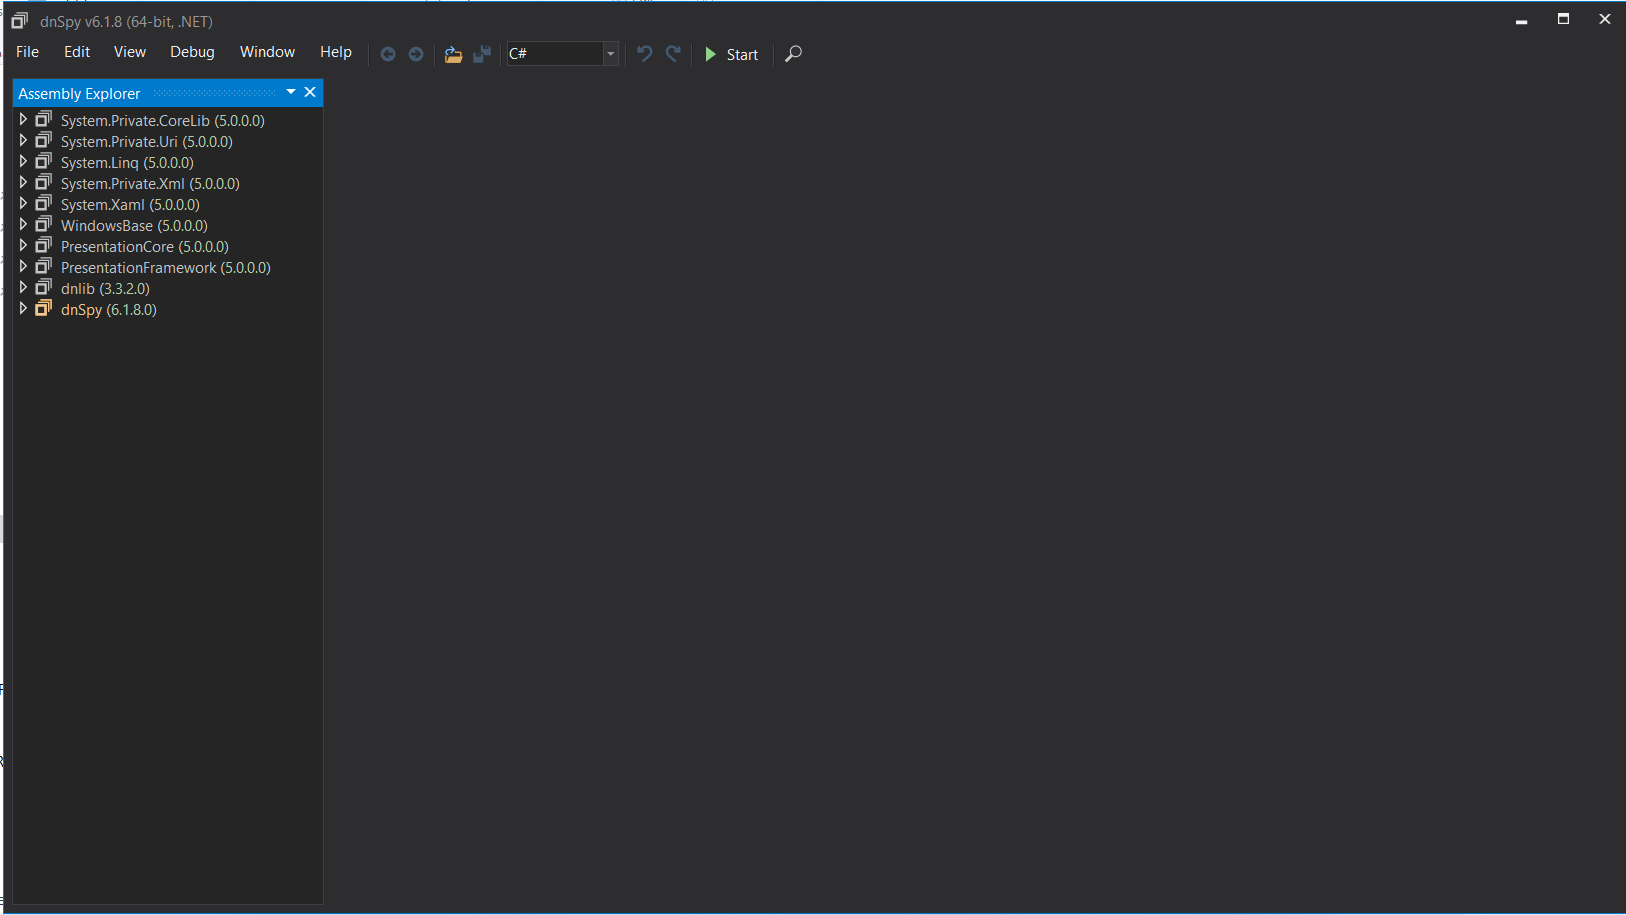 dnSpy v6.1.8 (64-bit, .NET)
File Edit View Debug Window Help C# Start
Assembly Explorer
System.Private.CoreLib (5.0.0.0)
System.Private.Uri (5.0.0.0)
System.Linq (5.0.0.0)
System.Private.Xml (5.0.0.0)
System.Xaml (5.0.0.0)
WindowsBase (5.0.0.0)
PresentationCore (5.0.0.0)
PresentationFramework (5.0.0.0)
dnlib (3.3.2.0)
dnSpy (6.1.8.0)